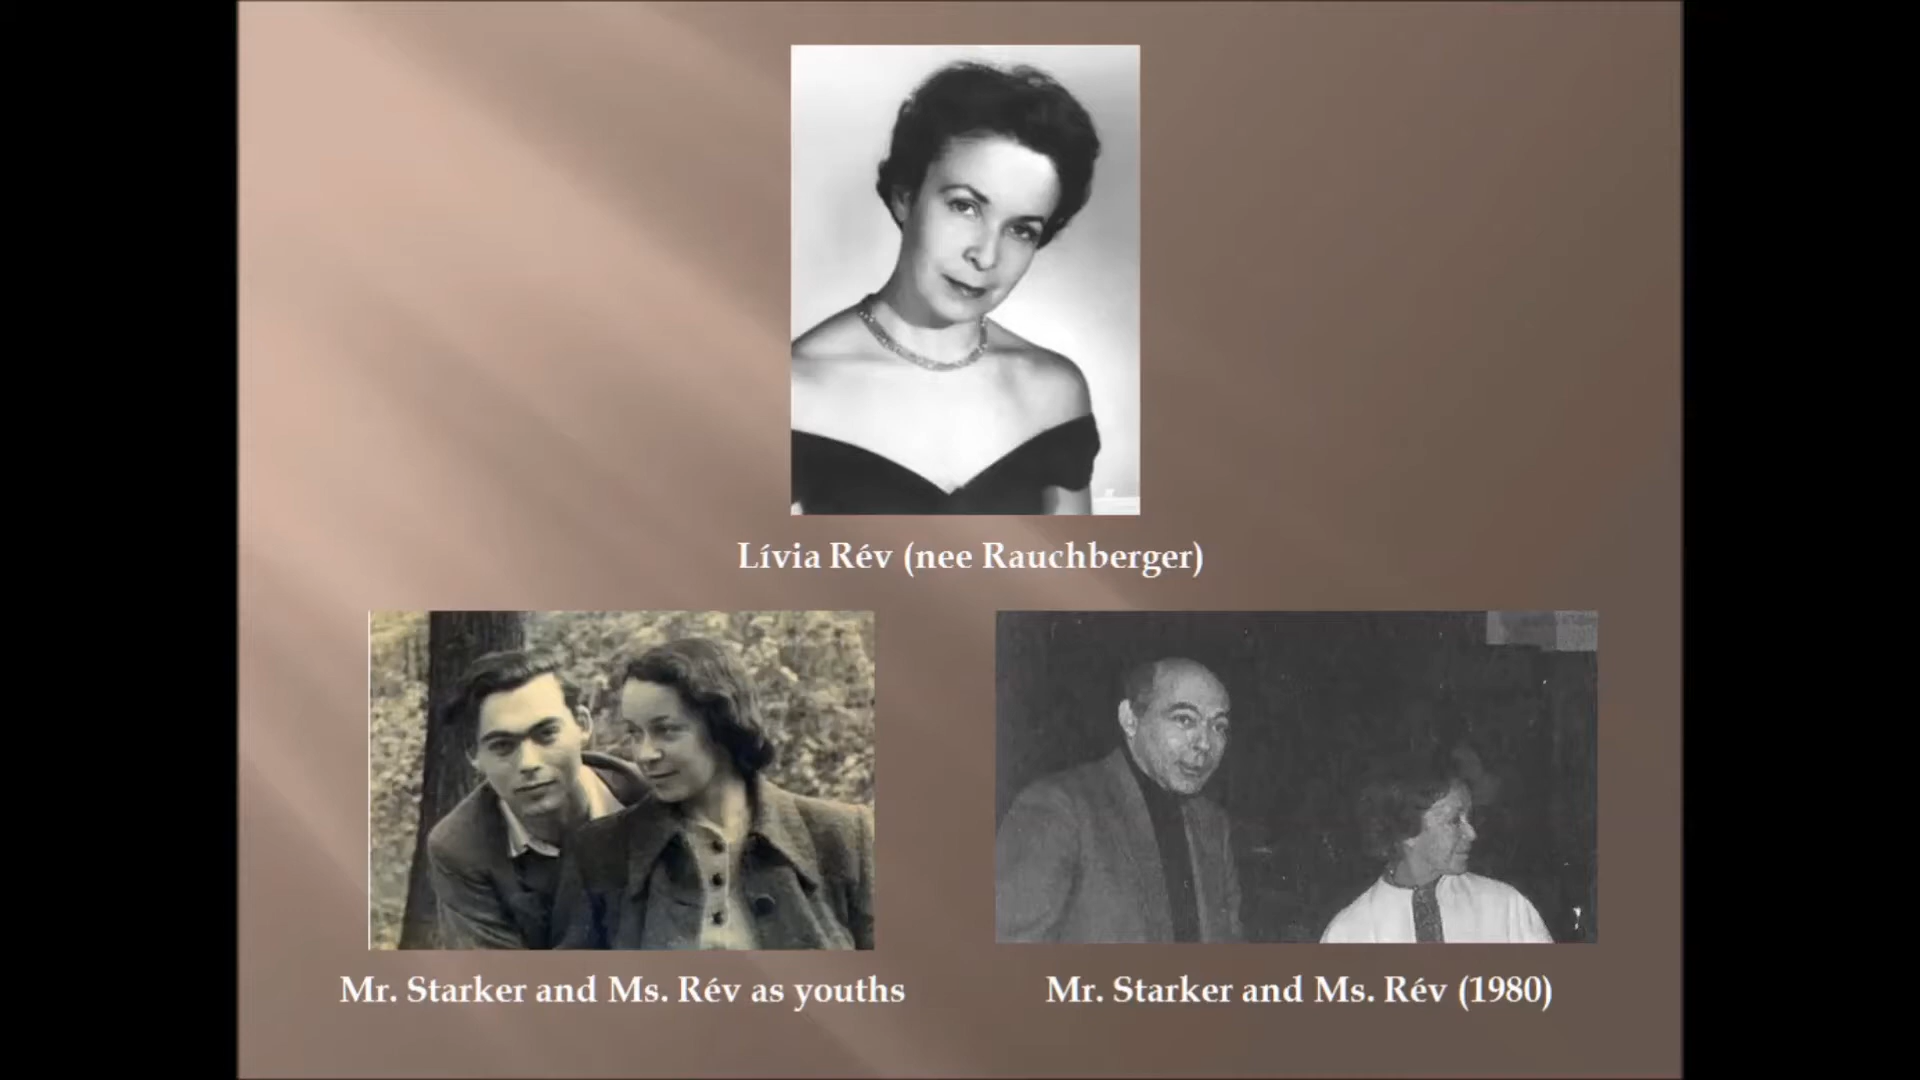 Lívia Rév (nee Rauchberger)
Mr. Starker and Ms. Rév as youths
Mr. Starker and Ms. Rév (1980)